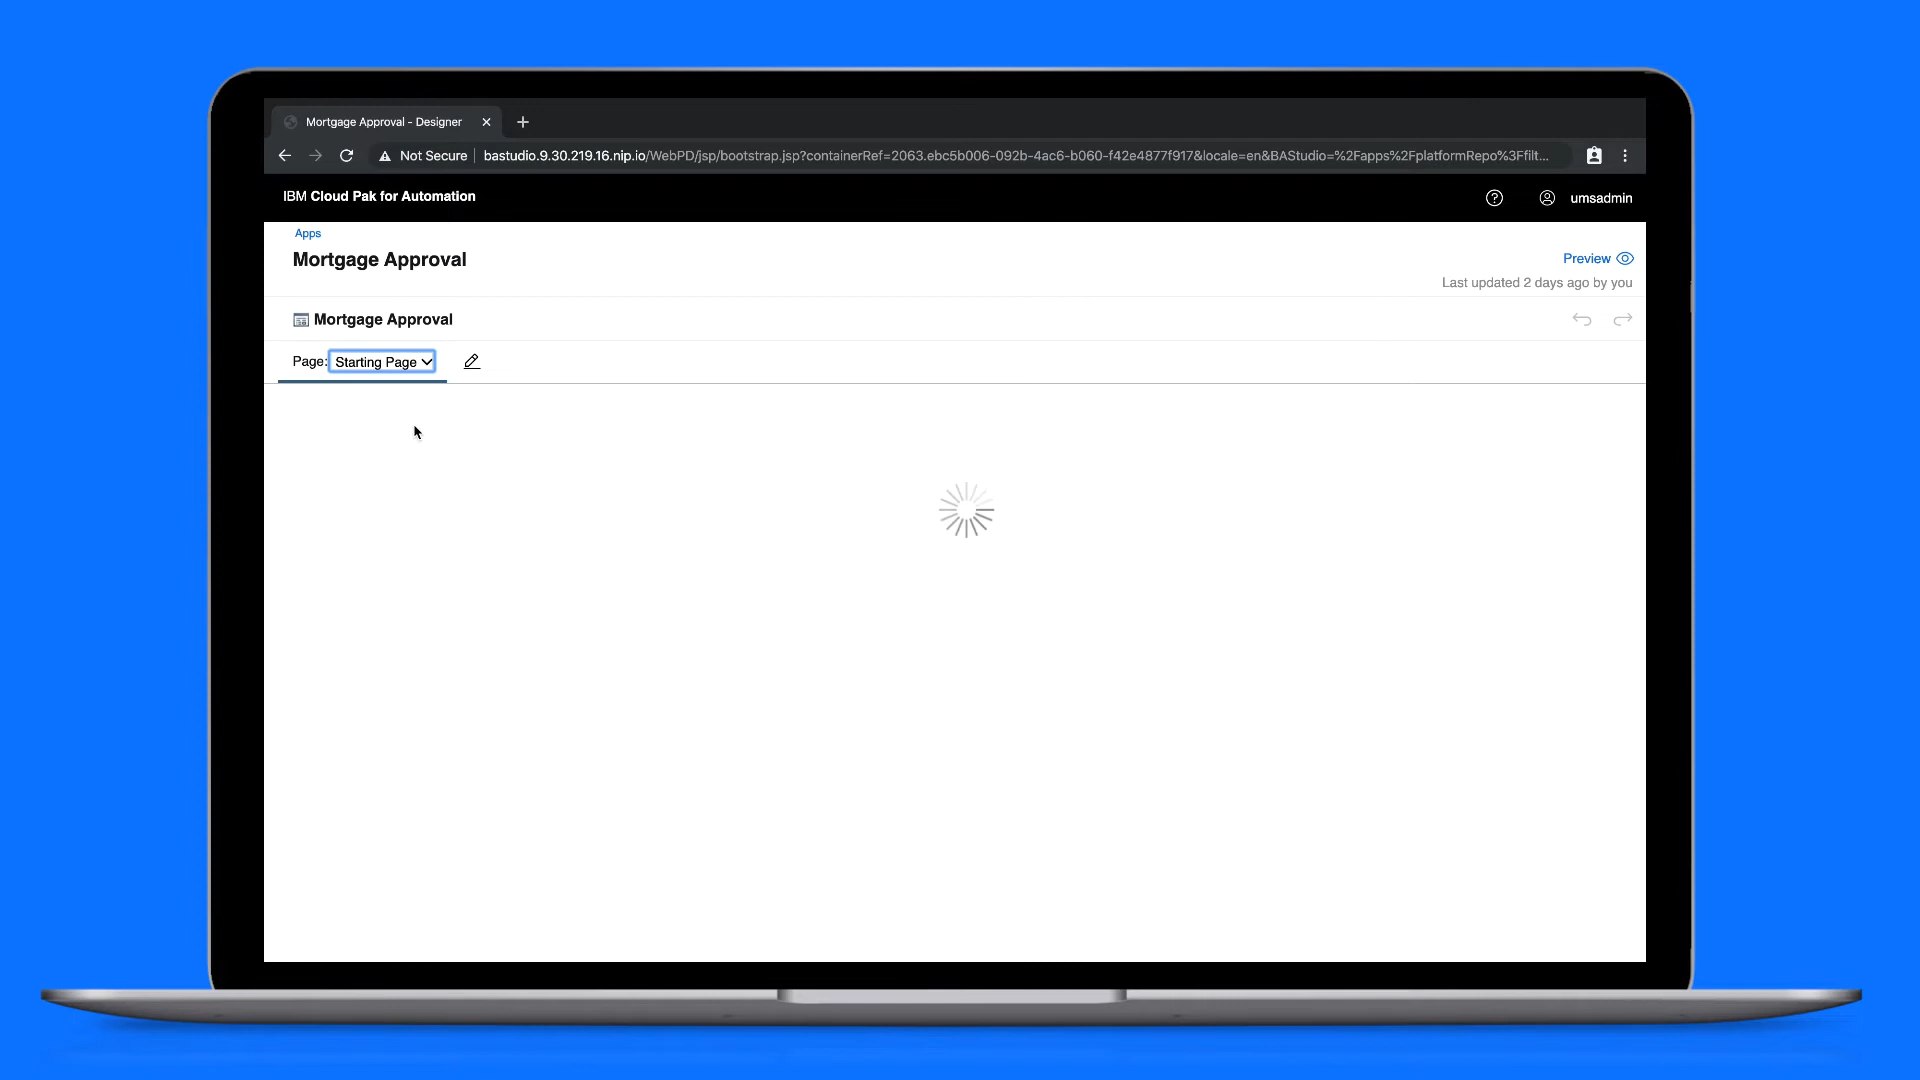 Mortgage Approval - Designer
Not Secure bastudio.9.30.219.16.nip.io/WebPD/jsp/bootstrap.jsp?containerRef=2063.ebc5b006-092b-4ac6-b060-f42e4877f917&locale=en&BAStudio=%2Fapps%2FplatformRepo%3Ffilt...
IBM Cloud Pak for Automation
umsadmin
Apps
Mortgage Approval
Preview
Last updated 2 days ago by you
Mortgage Approval
Page: Starting Page